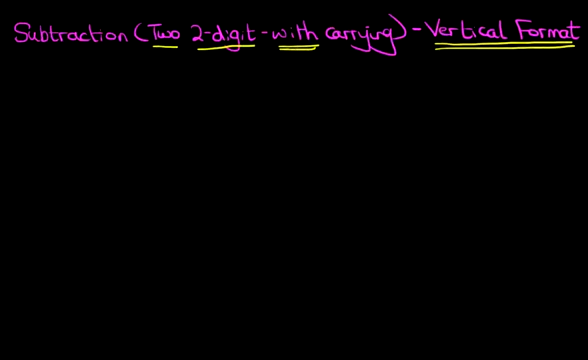 Subtraction (Two 2-digit - with carrying) - Vertical Format